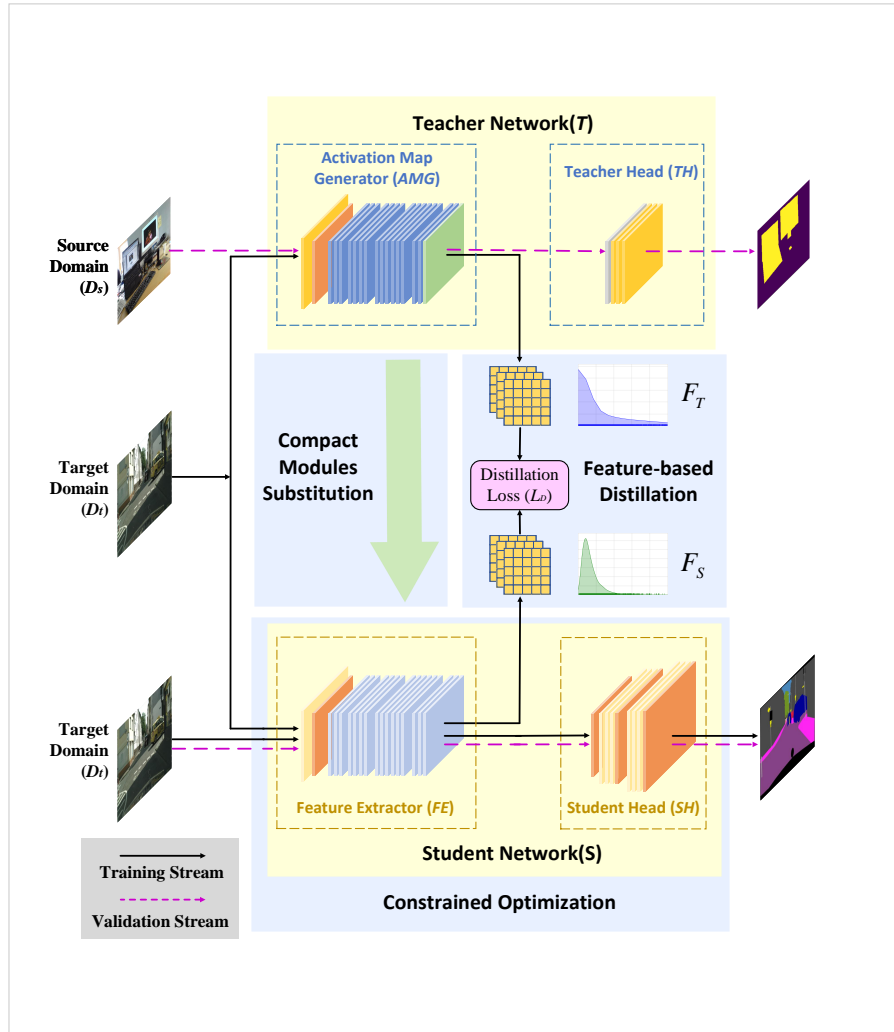 Teacher Network(T)
Activation Map
Generator (AMG)
Teacher Head (TH)
Source
Domain
(Ds)
Compact
Modules
Substitution
F_T
Target
Domain
(Dt)
Distillation
Loss (L_D)
Feature-based
Distillation
F_S
Target
Domain
(Dt)
Feature Extractor (FE)
Student Head (SH)
Student Network(S)
Constrained Optimization
Training Stream
Validation Stream